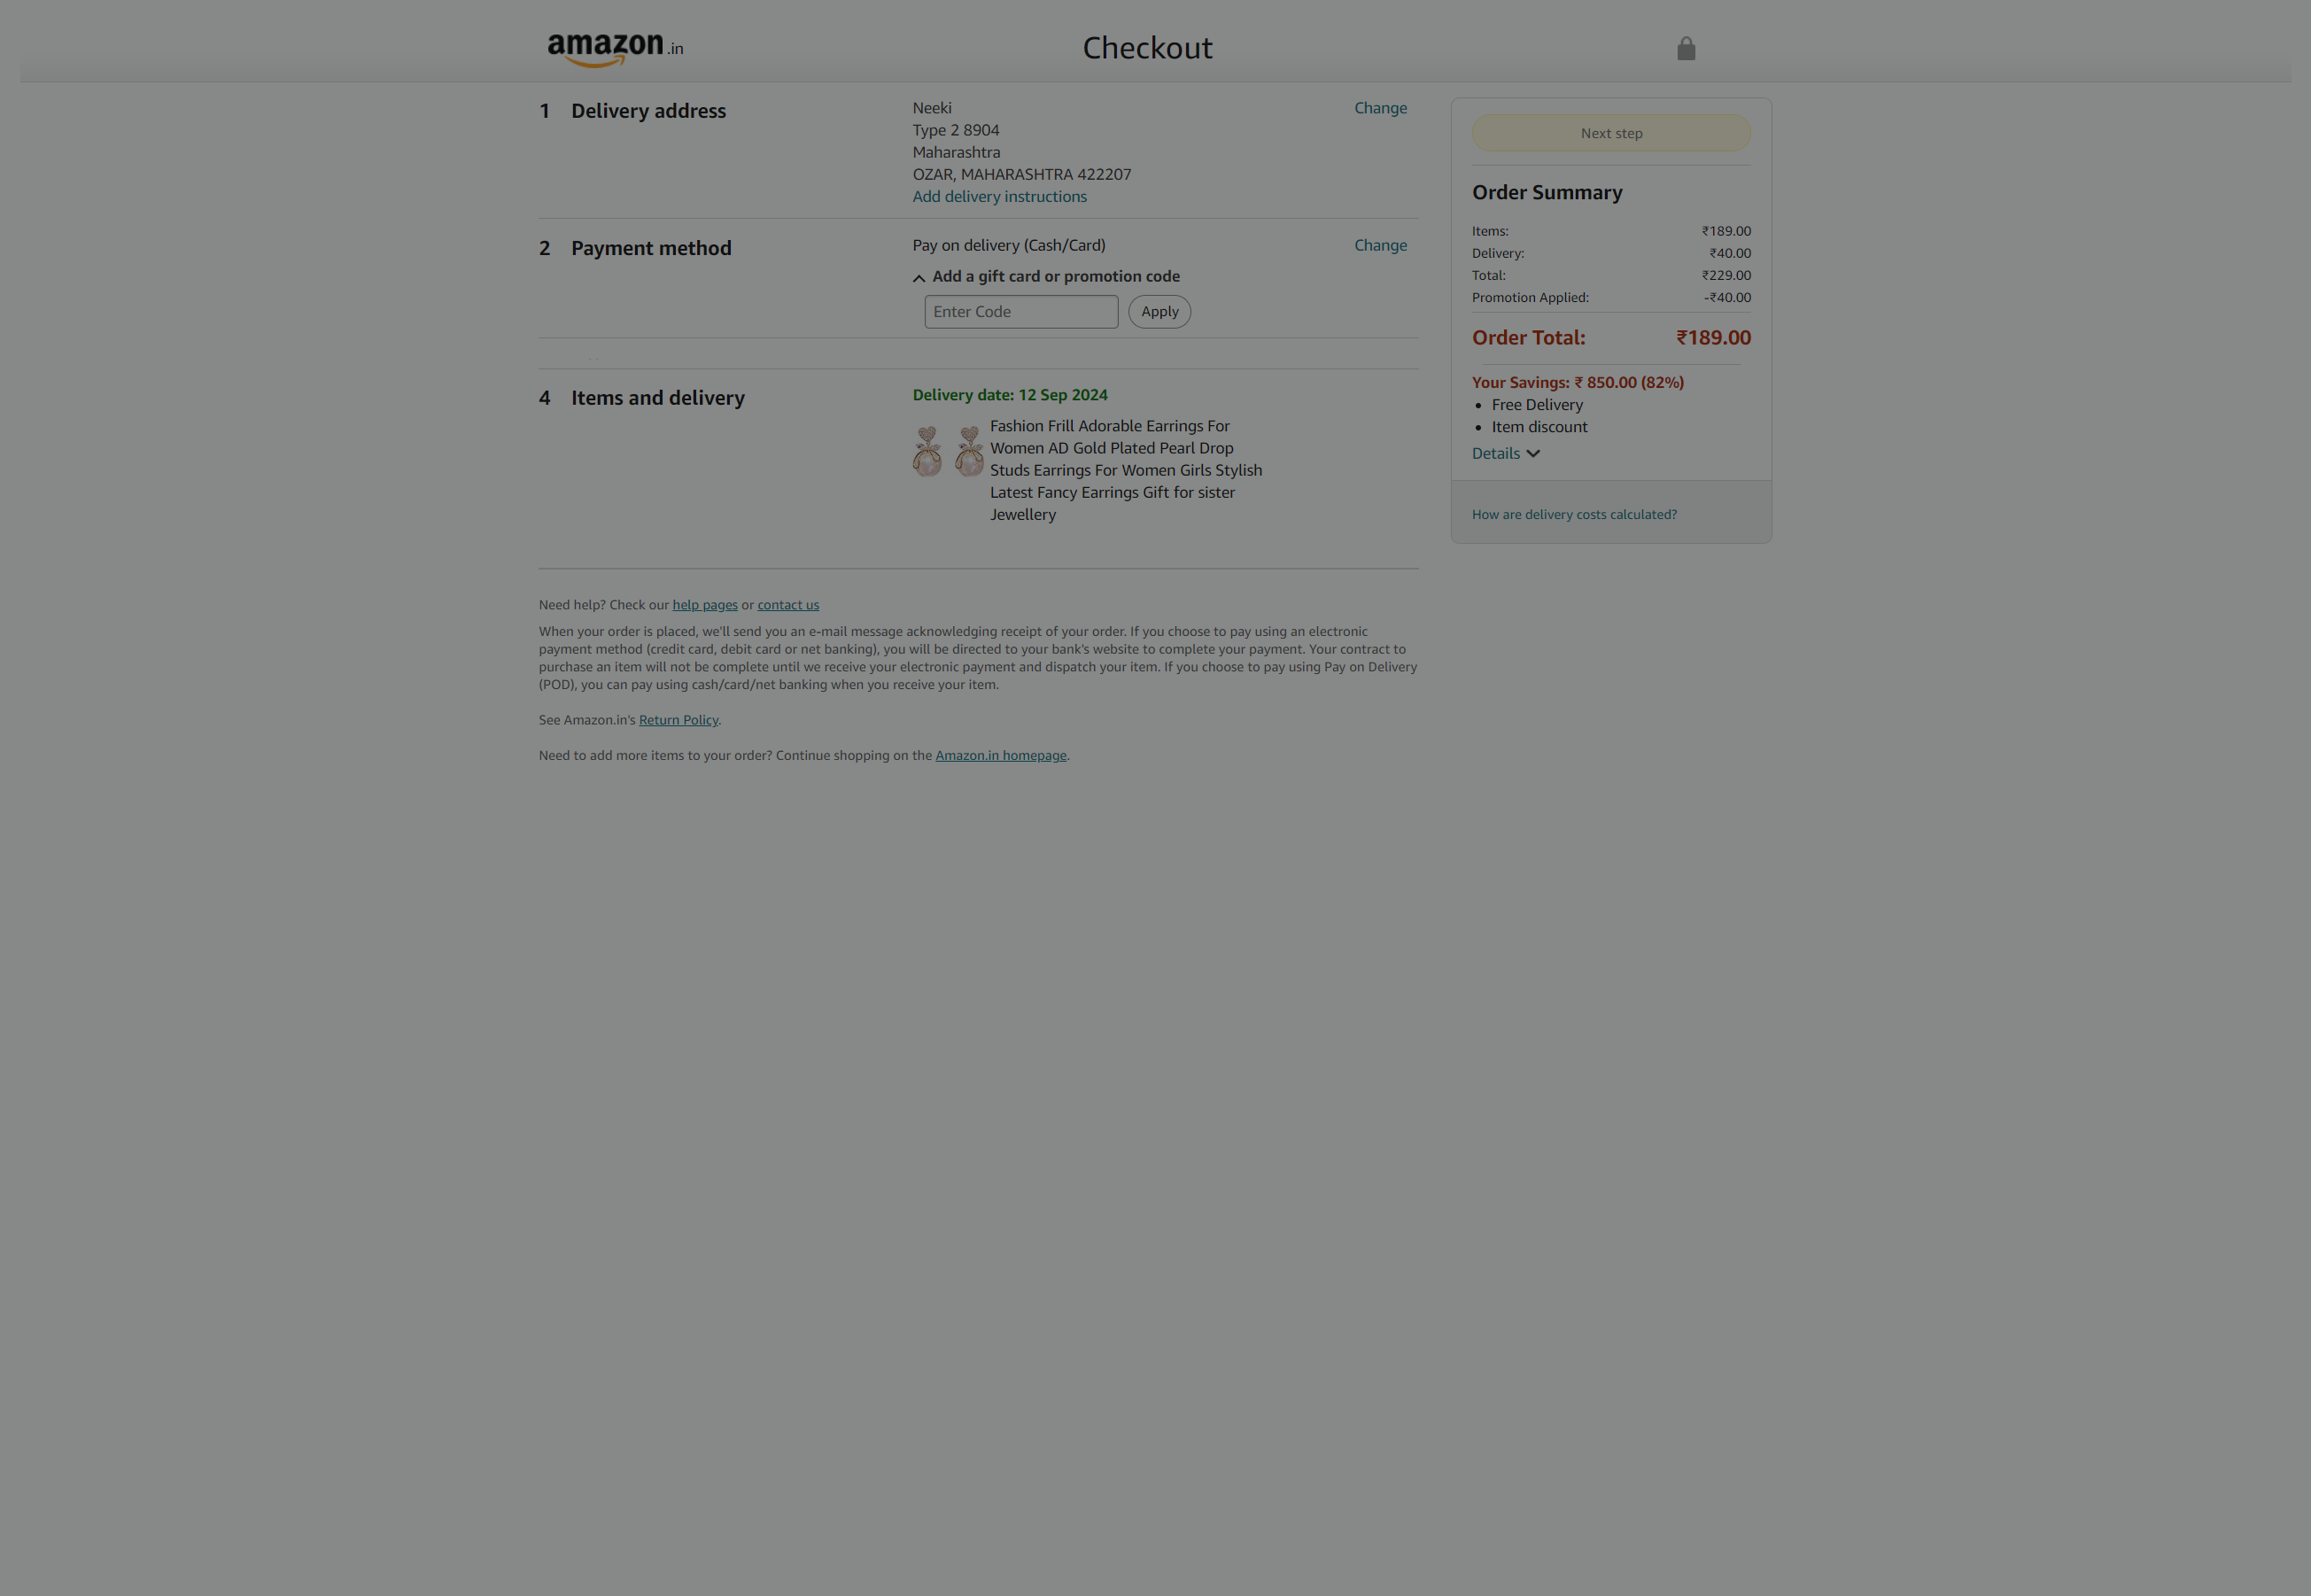 amazon.in
Checkout
1 Delivery address
Neeki
Type 2 8904
Maharashtra
OZAR, MAHARASHTRA 422207
Add delivery instructions
Change
2 Payment method
Pay on delivery (Cash/Card)
Change
Add a gift card or promotion code
Enter Code
Apply
4 Items and delivery
Delivery date: 12 Sep 2024
Fashion Frill Adorable Earrings For
Women AD Gold Plated Pearl Drop
Studs Earrings For Women Girls Stylish
Latest Fancy Earrings Gift for sister
Jewellery
Need help? Check our help pages or contact us
When your order is placed, we'll send you an e-mail message acknowledging receipt of your order. If you choose to pay using an electronic
payment method (credit card, debit card or net banking), you will be directed to your bank's website to complete your payment. Your contract to
purchase an item will not be complete until we receive your electronic payment and dispatch your item. If you choose to pay using Pay on Delivery
(POD), you can pay using cash/card/net banking when you receive your item.
See Amazon.in's Return Policy.
Need to add more items to your order? Continue shopping on the Amazon.in homepage.
Next step
Order Summary
Items: ₹189.00
Delivery: ₹40.00
Total: ₹229.00
Promotion Applied: -₹40.00
Order Total: ₹189.00
Your Savings: ₹ 850.00 (82%)
• Free Delivery
• Item discount
Details
How are delivery costs calculated?